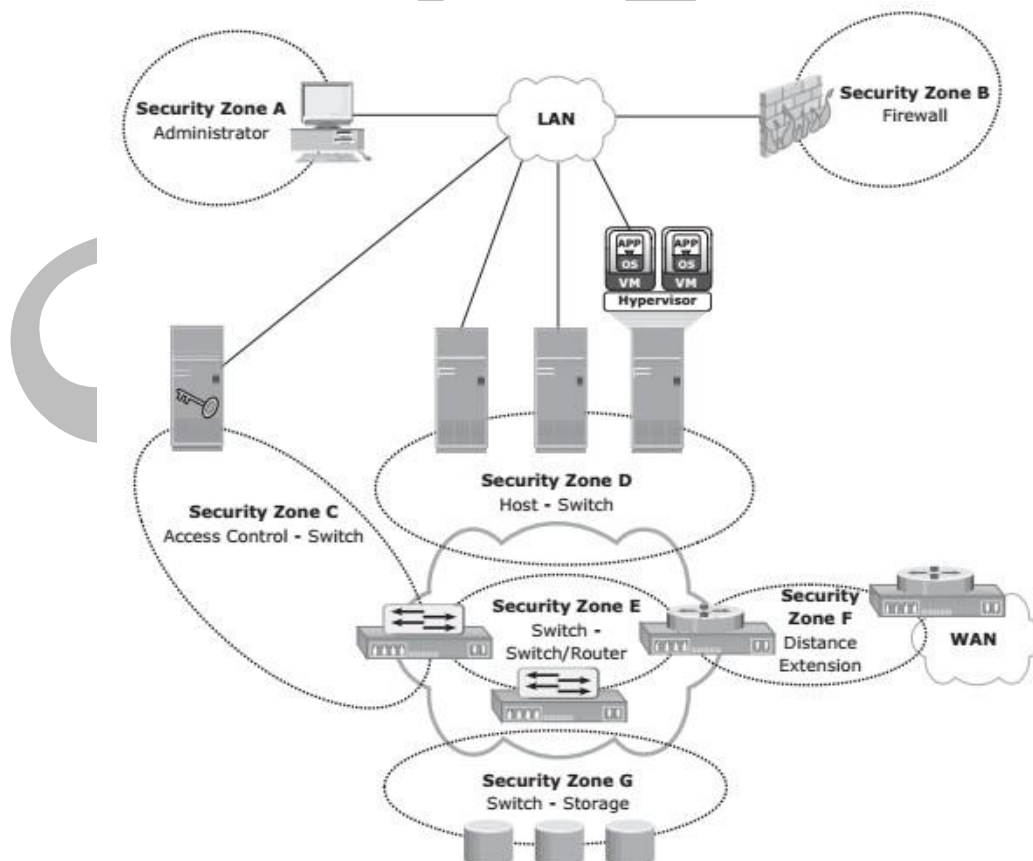 Security Zone A
Administrator
LAN
Security Zone B
Firewall
APP
OS
VM
APP
OS
VM
Hypervisor
Security Zone D
Host - Switch
Security Zone C
Access Control - Switch
Security Zone E
Switch -
Switch/Router
Security
Zone F
Distance
Extension
WAN
Security Zone G
Switch - Storage